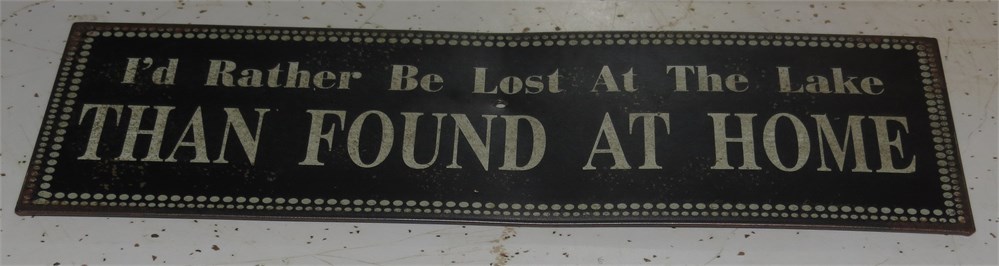 I'd Rather Be Lost At The Lake
THAN FOUND AT HOME